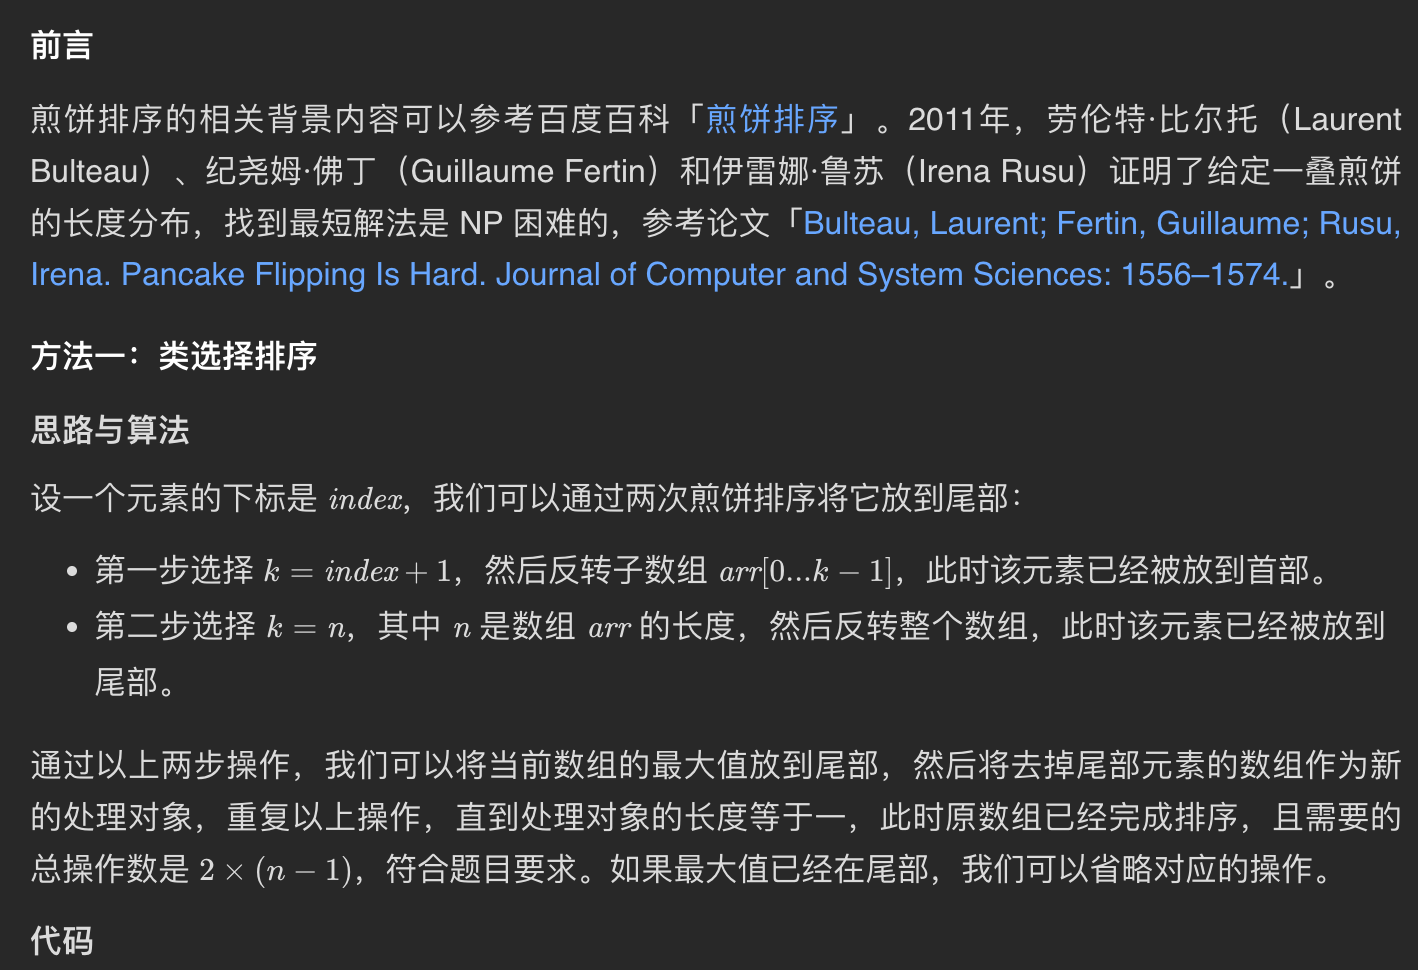 前言
煎饼排序的相关背景内容可以参考百度百科「煎饼排序」。2011年，劳伦特·比尔托（Laurent
Bulteau）、纪尧姆·佛丁（Guillaume Fertin）和伊雷娜·鲁苏（Irena Rusu）证明了给定一叠煎饼
的长度分布，找到最短解法是 NP 困难的，参考论文「Bulteau, Laurent; Fertin, Guillaume; Rusu,
Irena. Pancake Flipping Is Hard. Journal of Computer and System Sciences: 1556–1574.」。
方法一：类选择排序
思路与算法
设一个元素的下标是 index，我们可以通过两次煎饼排序将它放到尾部：
• 第一步选择 k = index + 1，然后反转子数组 arr[0...k − 1]，此时该元素已经被放到首部。
• 第二步选择 k = n，其中 n 是数组 arr 的长度，然后反转整个数组，此时该元素已经被放到
尾部。
通过以上两步操作，我们可以将当前数组的最大值放到尾部，然后将去掉尾部元素的数组作为新
的处理对象，重复以上操作，直到处理对象的长度等于一，此时原数组已经完成排序，且需要的
总操作数是 2 × (n − 1)，符合题目要求。如果最大值已经在尾部，我们可以省略对应的操作。
代码